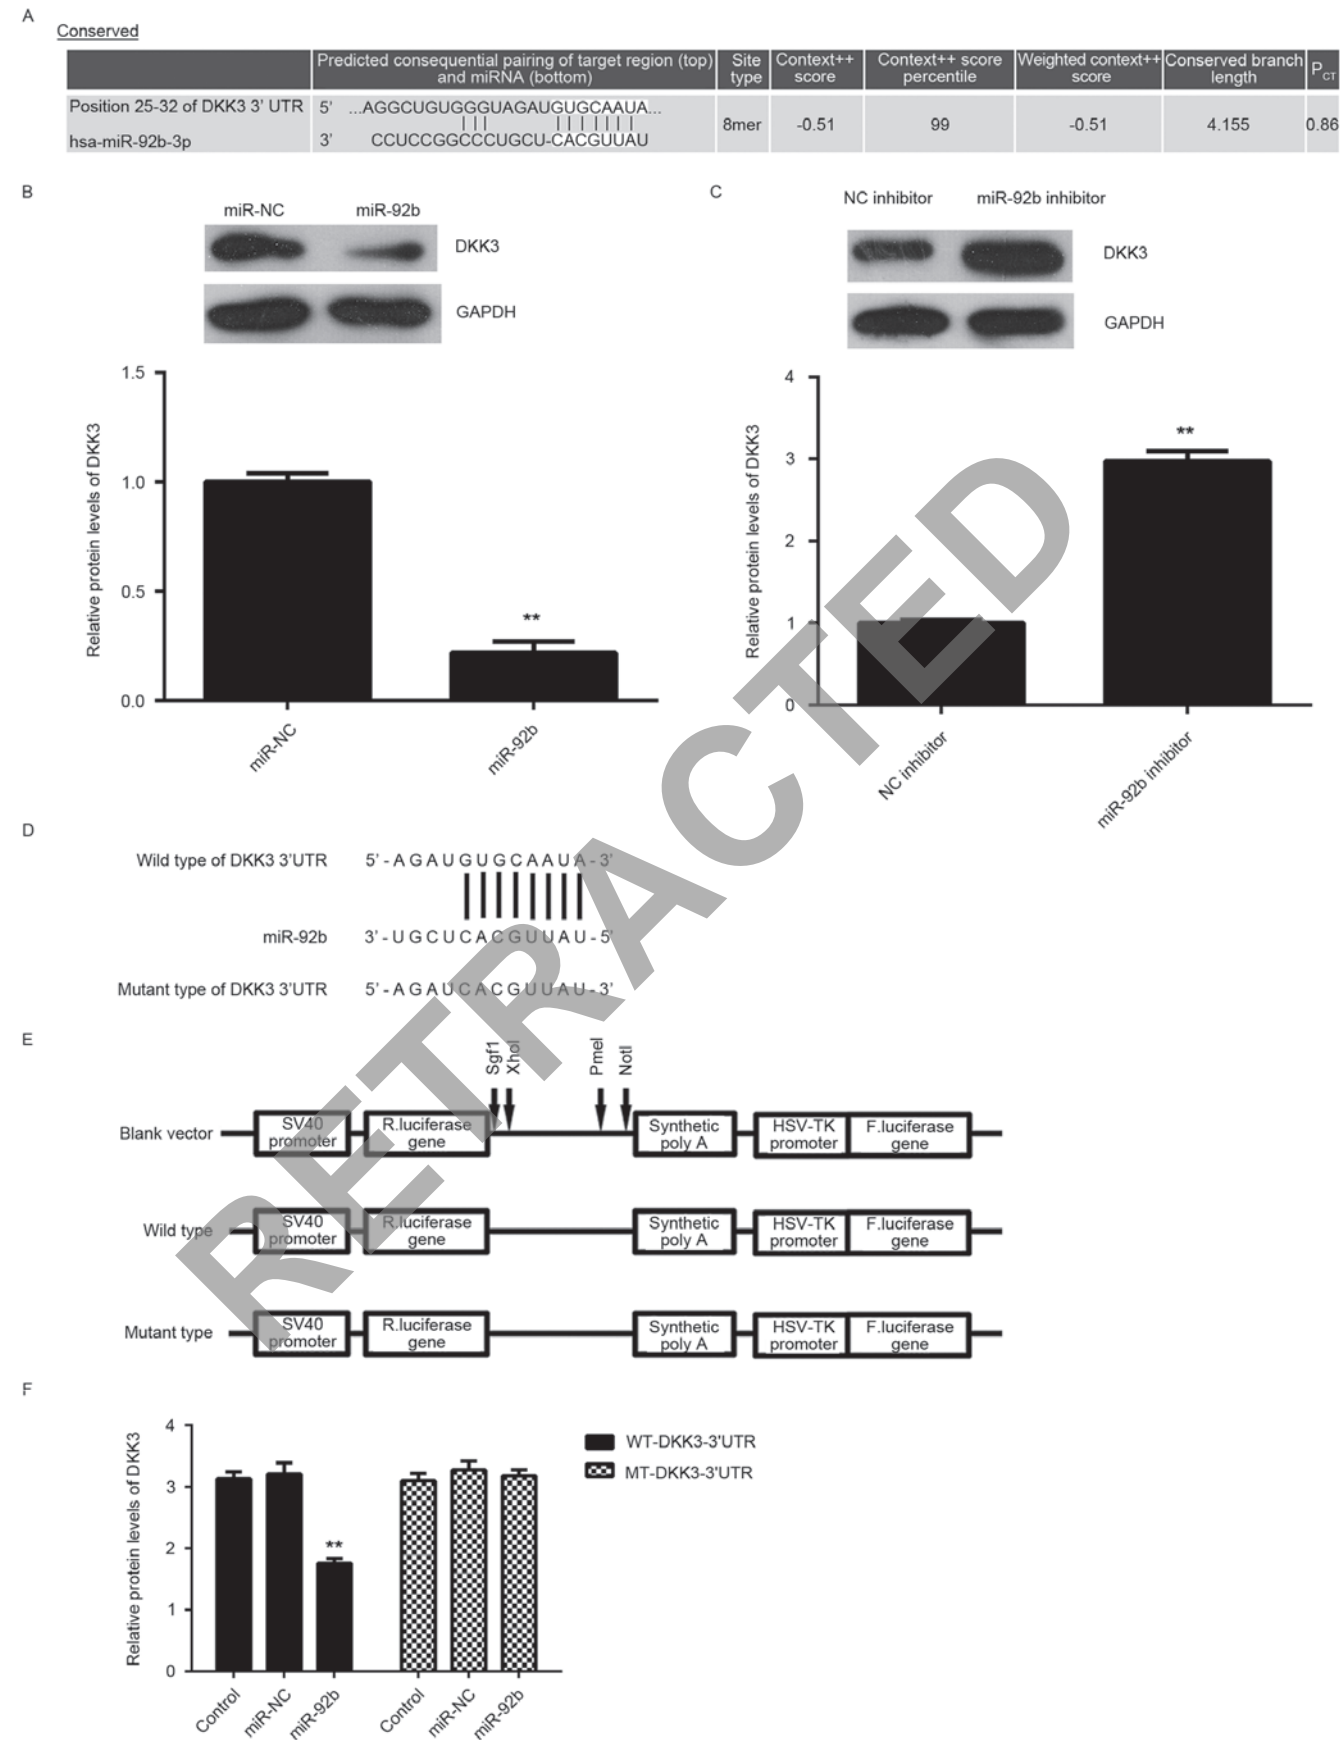 A
Conserved
Predicted consequential pairing of target region (top)
and miRNA (bottom)
Site
type
Context++
score
Context++ score
percentile
Weighted context++
score
Conserved branch
length
PCT
Position 25-32 of DKK3 3' UTR 5' ...AGGCUGUGGGUAGAUGUGCAAUA...
hsa-miR-92b-3p 3' CCUCCGGCCCUGCU-CACGUUAU
8mer
-0.51
99
-0.51
4.155
0.86
B
miR-NC miR-92b
DKK3
GAPDH
Relative protein levels of DKK3
1.5
1.0
0.5
0.0
**
miR-NC
miR-92b
C
NC inhibitor miR-92b inhibitor
DKK3
GAPDH
Relative protein levels of DKK3
4
3
2
1
0
**
NC inhibitor
miR-92b inhibitor
D
Wild type of DKK3 3'UTR 5' - A G A U G U G C A A U A - 3'
miR-92b 3' - U G C U C A C G U U A U - 5'
Mutant type of DKK3 3'UTR 5' - A G A U C A C G U U A U - 3'
E
Sgf1
XhoI
PmeI
NotI
Blank vector
SV40
promoter
R.luciferase
gene
Synthetic
poly A
HSV-TK
promoter
F.luciferase
gene
Wild type
SV40
promoter
R.luciferase
gene
Synthetic
poly A
HSV-TK
promoter
F.luciferase
gene
Mutant type
SV40
promoter
R.luciferase
gene
Synthetic
poly A
HSV-TK
promoter
F.luciferase
gene
F
Relative protein levels of DKK3
4
3
2
1
0
**
Control
miR-NC
miR-92b
Control
miR-NC
miR-92b
WT-DKK3-3'UTR
MT-DKK3-3'UTR
RETRACTED